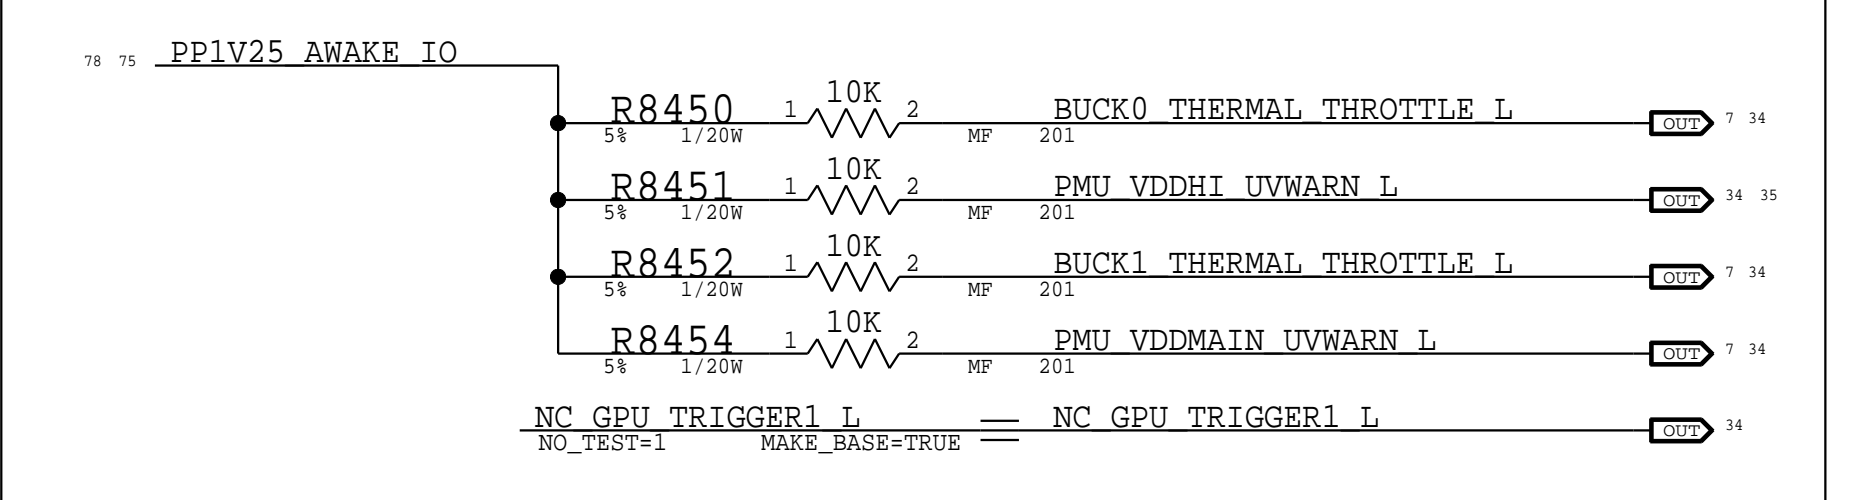 78 75 PP1V25_AWAKE_IO
R8450 1 10K 2 BUCK0_THERMAL_THROTTLE_L OUT 7 34
5% 1/20W MF 201
R8451 1 10K 2 PMU_VDDHI_UVWARN_L OUT 34 35
5% 1/20W MF 201
R8452 1 10K 2 BUCK1_THERMAL_THROTTLE_L OUT 7 34
5% 1/20W MF 201
R8454 1 10K 2 PMU_VDDMAIN_UVWARN_L OUT 7 34
5% 1/20W MF 201
NC_GPU_TRIGGER1_L NC_GPU_TRIGGER1_L OUT 34
NO_TEST=1 MAKE_BASE=TRUE